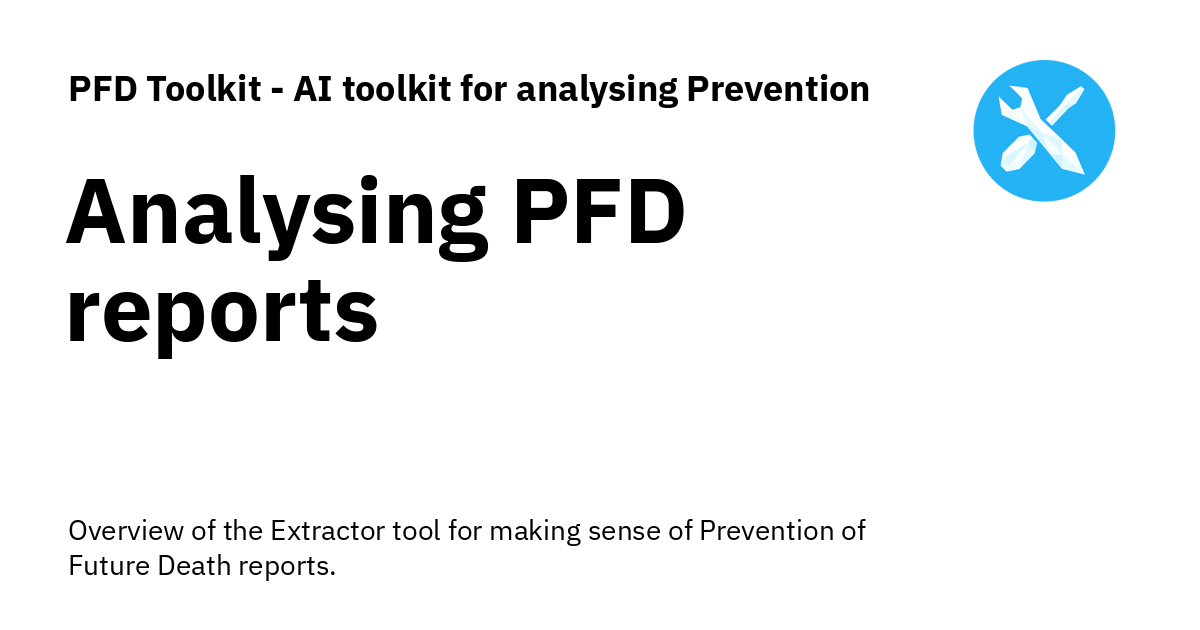 PFD Toolkit - AI toolkit for analysing Prevention
Analysing PFD
reports
Overview of the Extractor tool for making sense of Prevention of
Future Death reports.